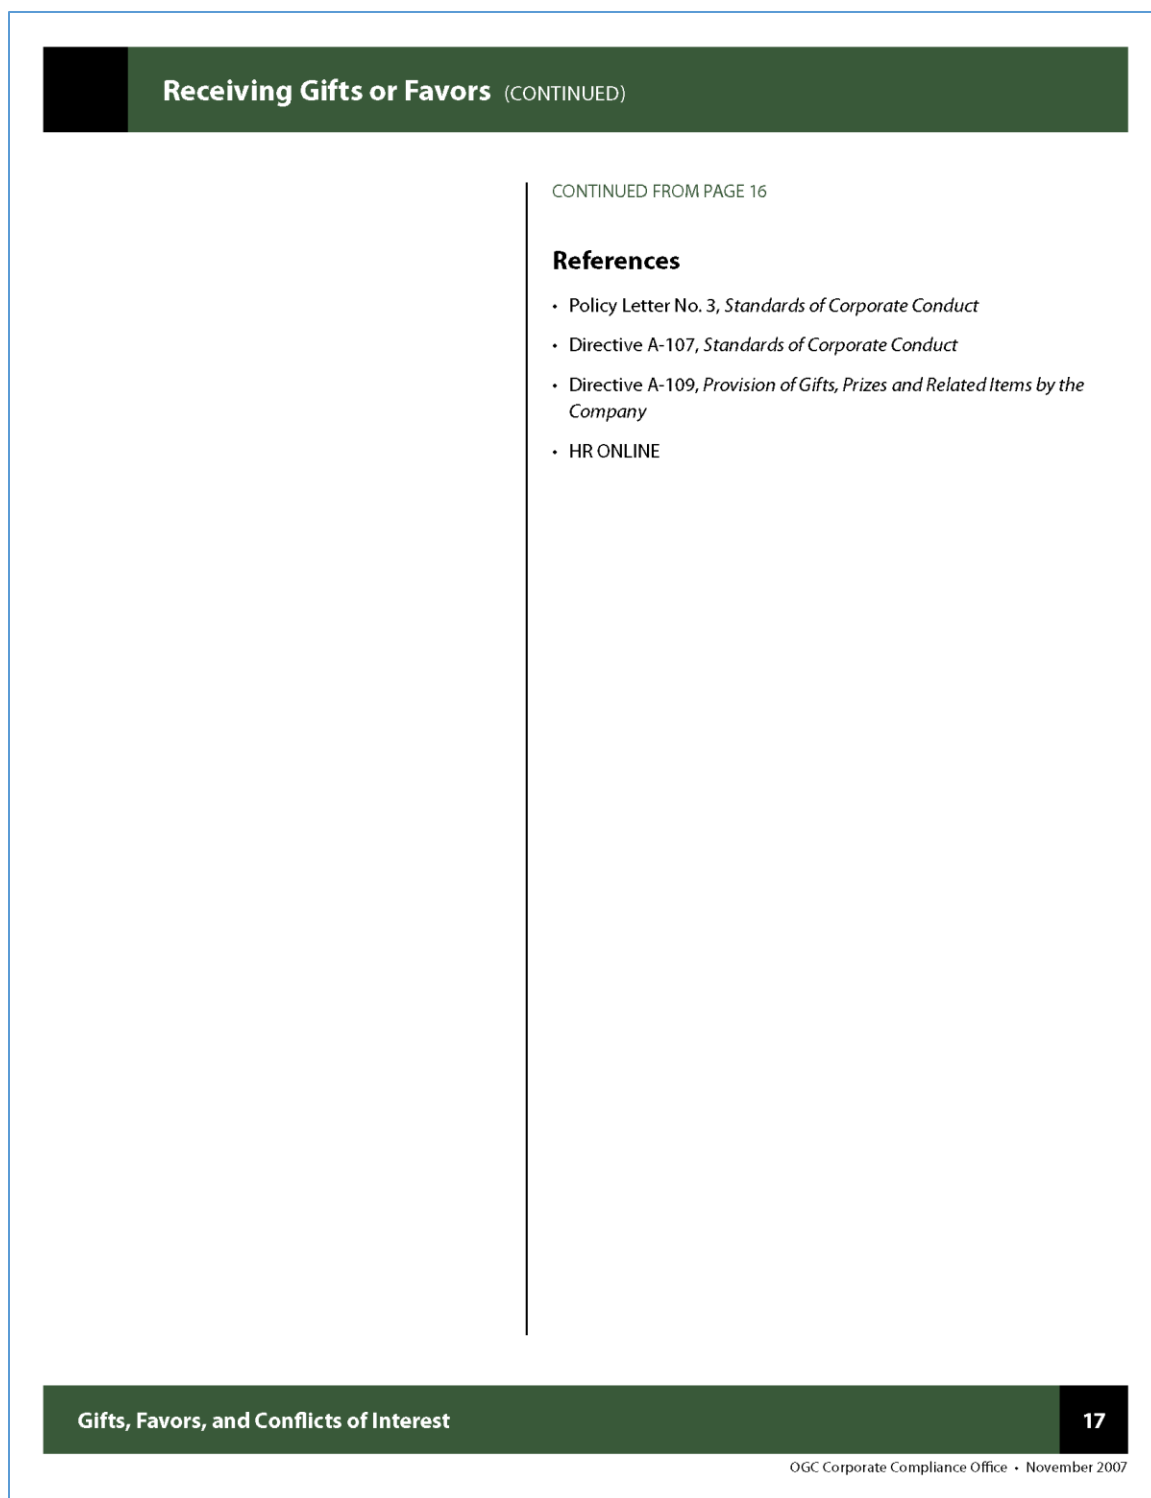 Receiving Gifts or Favors (CONTINUED)
CONTINUED FROM PAGE 16
References
• Policy Letter No. 3, Standards of Corporate Conduct
• Directive A-107, Standards of Corporate Conduct
• Directive A-109, Provision of Gifts, Prizes and Related Items by the
Company
• HR ONLINE
Gifts, Favors, and Conflicts of Interest
17
OGC Corporate Compliance Office • November 2007